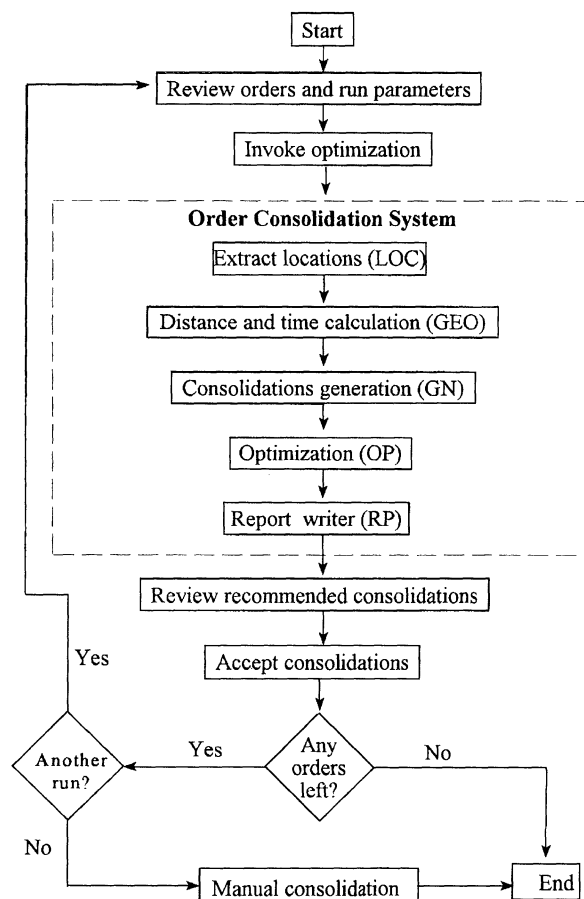 Start
Review orders and run parameters
Invoke optimization
Order Consolidation System
Extract locations (LOC)
Distance and time calculation (GEO)
Consolidations generation (GN)
Optimization (OP)
Report writer (RP)
Review recommended consolidations
Accept consolidations
Yes
Any
orders
left?
Yes
No
Another
run?
No
Manual consolidation
End